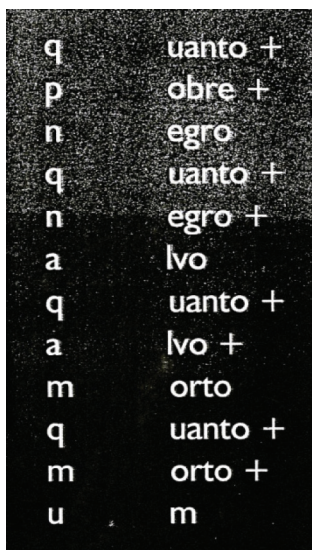 q uanto +
p obre +
n egro
q uanto +
n egro +
a lvo
q uanto +
a lvo +
m orto
q uanto +
m orto +
u m